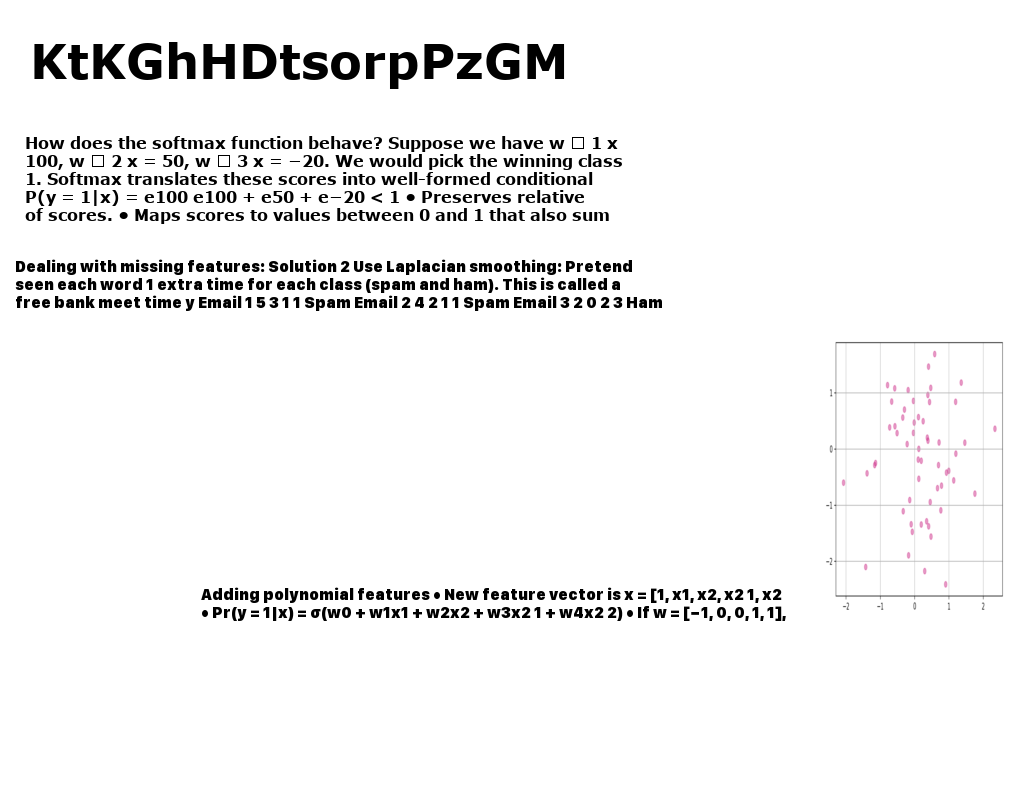 KtKGhHDtsorpPzGM
How does the softmax function behave? Suppose we have w □ 1 x
100, w □ 2 x = 50, w □ 3 x = −20. We would pick the winning class
1. Softmax translates these scores into well-formed conditional
P(y = 1|x) = e100 e100 + e50 + e−20 < 1 • Preserves relative
of scores. • Maps scores to values between 0 and 1 that also sum
Dealing with missing features: Solution 2 Use Laplacian smoothing: Pretend
seen each word 1 extra time for each class (spam and ham). This is called a
free bank meet time y Email 1 5 3 1 1 Spam Email 2 4 2 1 1 Spam Email 3 2 0 2 3 Ham
1
0
−1
−2
−2 −1 0 1 2
Adding polynomial features • New feature vector is x = [1, x1, x2, x2 1, x2
• Pr(y = 1|x) = σ(w0 + w1x1 + w2x2 + w3x2 1 + w4x2 2) • If w = [−1, 0, 0, 1, 1],